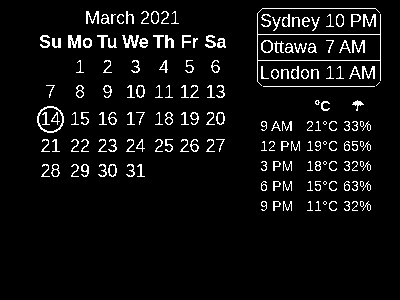 March 2021
Su Mo Tu We Th Fr Sa
1 2 3 4 5 6
7 8 9 10 11 12 13
14 15 16 17 18 19 20
21 22 23 24 25 26 27
28 29 30 31
Sydney 10 PM
Ottawa 7 AM
London 11 AM
°C ☂
9 AM 21°C 33%
12 PM 19°C 65%
3 PM 18°C 32%
6 PM 15°C 63%
9 PM 11°C 32%